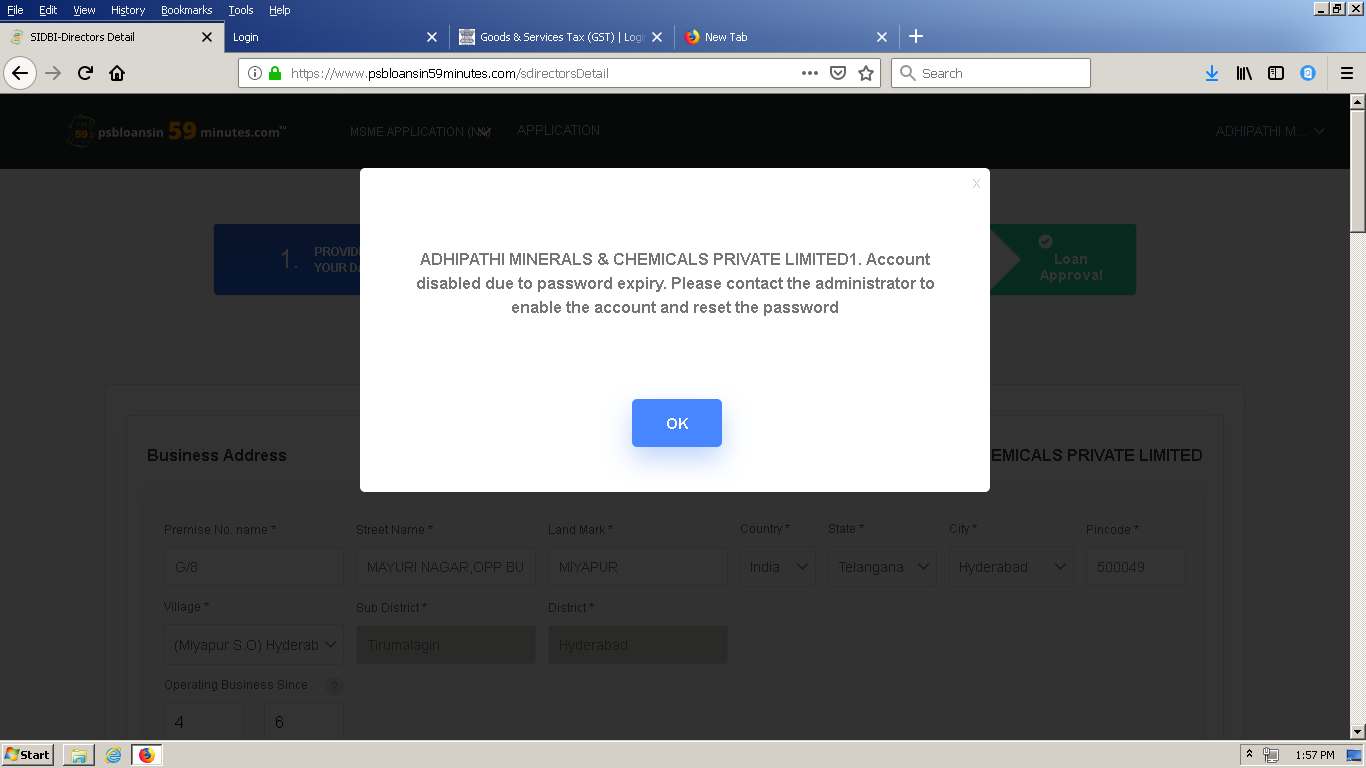 File Edit View History Bookmarks Tools Help
SIDBI-Directors Detail
Login
Goods & Services Tax (GST) | Logi
New Tab
https://www.psbloansin59minutes.com/sdirectorsDetail
Search
psbloansin 59 minutes.com™
APPLICATION
ADHIPATHI M...
x
1.
YOUR DA
Loan
Approval
ADHIPATHI MINERALS & CHEMICALS PRIVATE LIMITED1. Account
disabled due to password expiry. Please contact the administrator to
enable the account and reset the password
OK
Business Address
EMICALS PRIVATE LIMITED
Premise No. name * Street Name * Land Mark * Country * State * City * Pincode *
G/8 MAYURI NAGAR,OPP BU MIYAPUR India Telangana Hyderabad 500049
Village * Sub District * District *
(Miyapur S.O) Hyderab Tirumalagiri Hyderabad
Operating Business Since ?
4 6
Start
1:57 PM